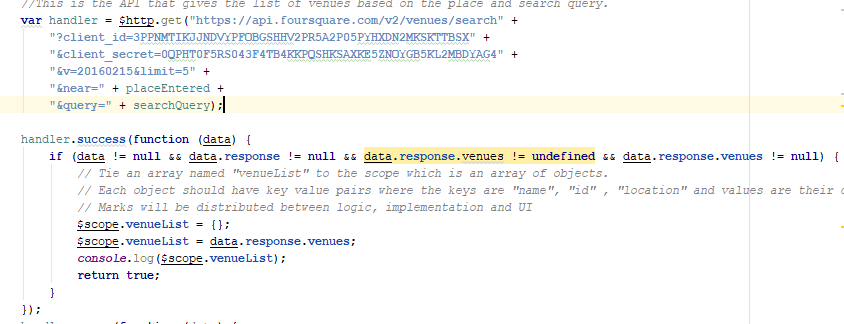 //This is the API that gives the list of venues based on the place and search query.
var handler = $http.get("https://api.foursquare.com/v2/venues/search" +
"?client_id=3PPNMTIKJJNDVYPFOBGSHHV2PR5A2P05PYHXDN2MKSKTTBSX" +
"&client_secret=0QPHT0F5RS043F4TB4KKPQSHKSAXKE5ZNOYGB5KL2MBDYAG4" +
"&v=20160215&limit=5" +
"&near=" + placeEntered +
"&query=" + searchQuery);
handler.success(function (data) {
if (data != null && data.response != null && data.response.venues != undefined && data.response.venues != null) {
// Tie an array named "venueList" to the scope which is an array of objects.
// Each object should have key value pairs where the keys are "name", "id" , "location" and values are their
// Marks will be distributed between logic, implementation and UI
$scope.venueList = {};
$scope.venueList = data.response.venues;
console.log($scope.venueList);
return true;
}
});